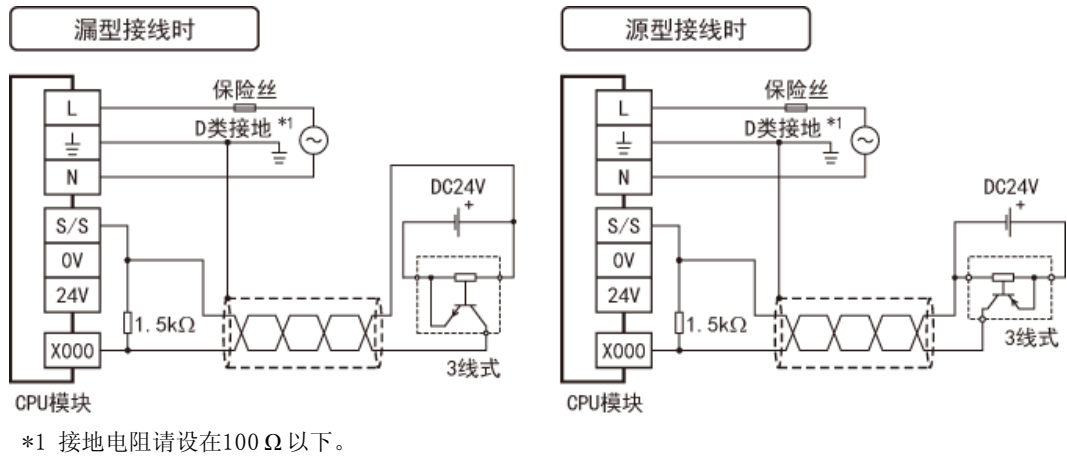 漏型接线时
保险丝
L
D类接地 *1
N
DC24V
+
S/S
0V
24V
1.5kΩ
X000
3线式
CPU模块
源型接线时
保险丝
L
D类接地 *1
N
DC24V
+
S/S
0V
24V
1.5kΩ
X000
3线式
CPU模块
*1 接地电阻请设在100Ω以下。